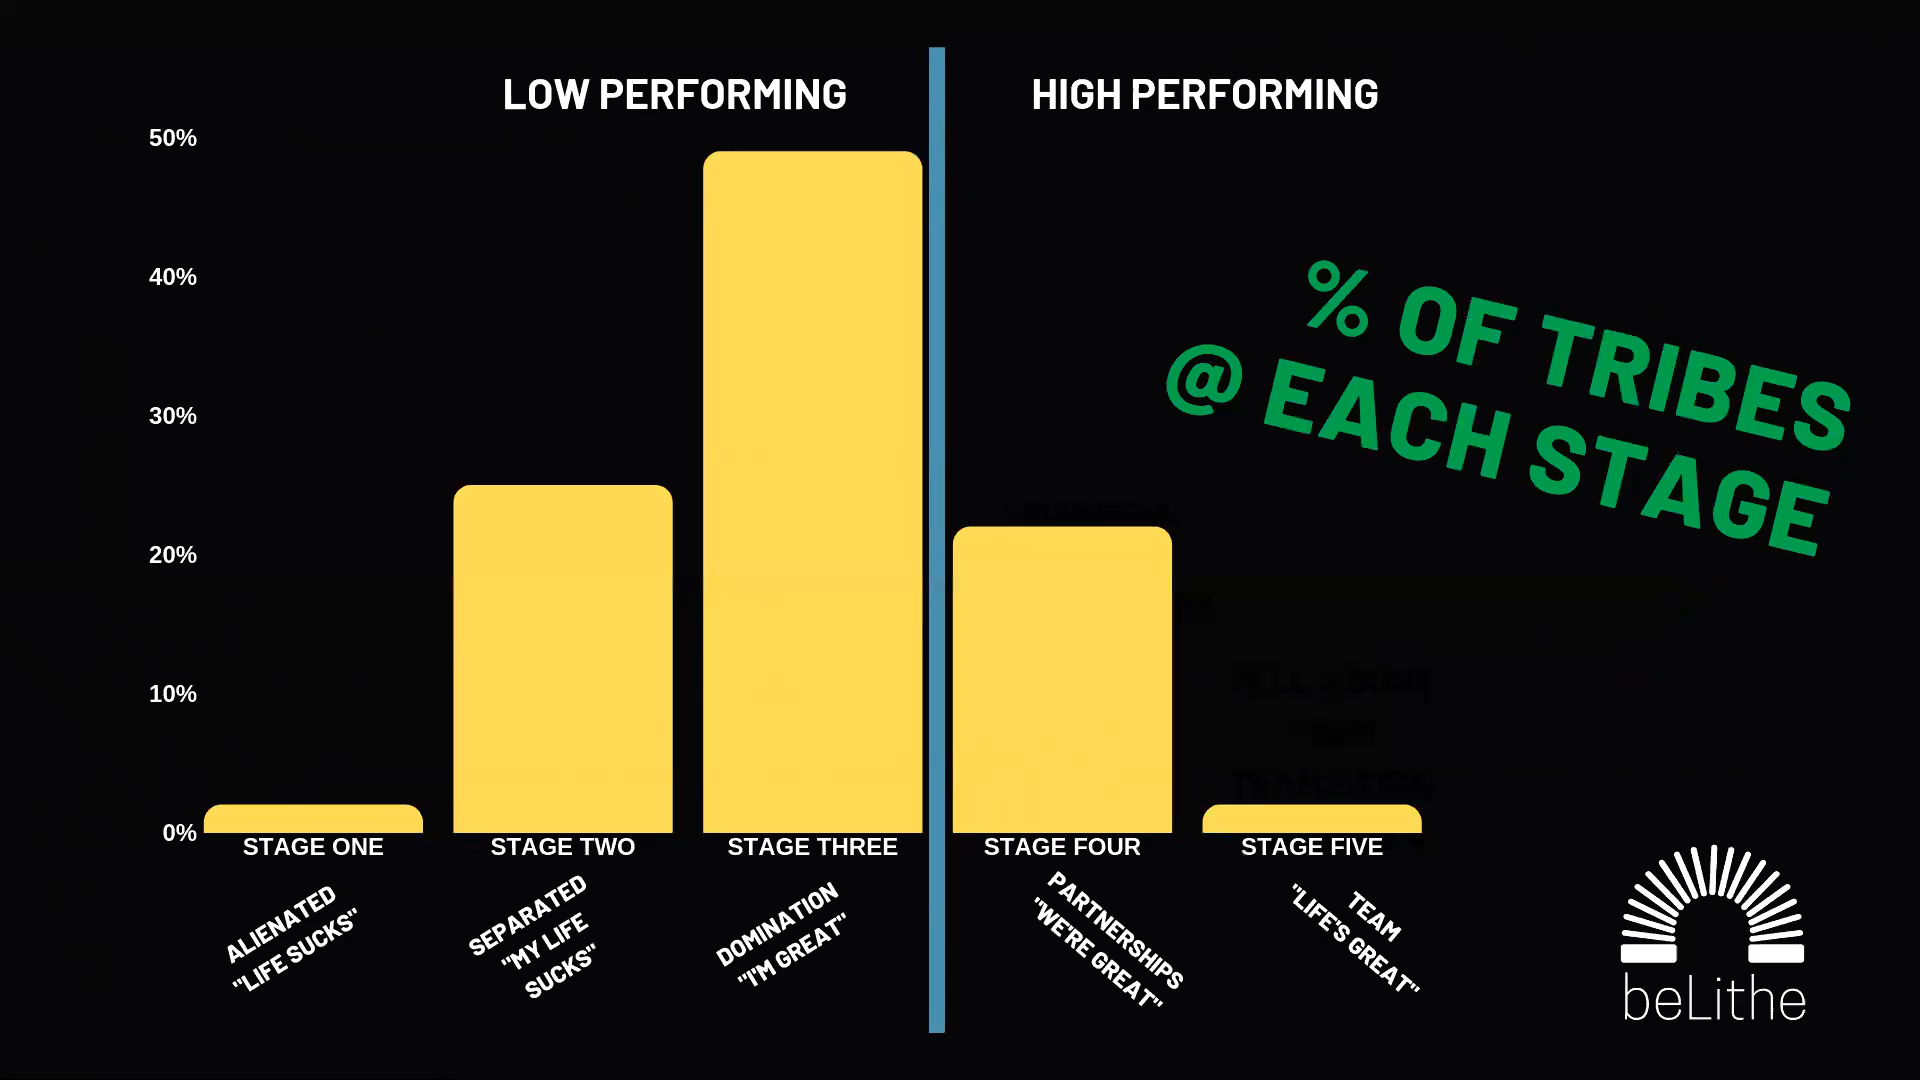 LOW PERFORMING
HIGH PERFORMING
50%
40%
30%
20%
10%
0%
% OF TRIBES
@ EACH STAGE
STAGE ONE
STAGE TWO
STAGE THREE
STAGE FOUR
STAGE FIVE
ALIENATED
"LIFE SUCKS"
SEPARATED
"MY LIFE
SUCKS"
DOMINATION
"I'M GREAT"
PARTNERSHIPS
"WE'RE GREAT"
TEAM
"LIFE'S GREAT"
beLithe